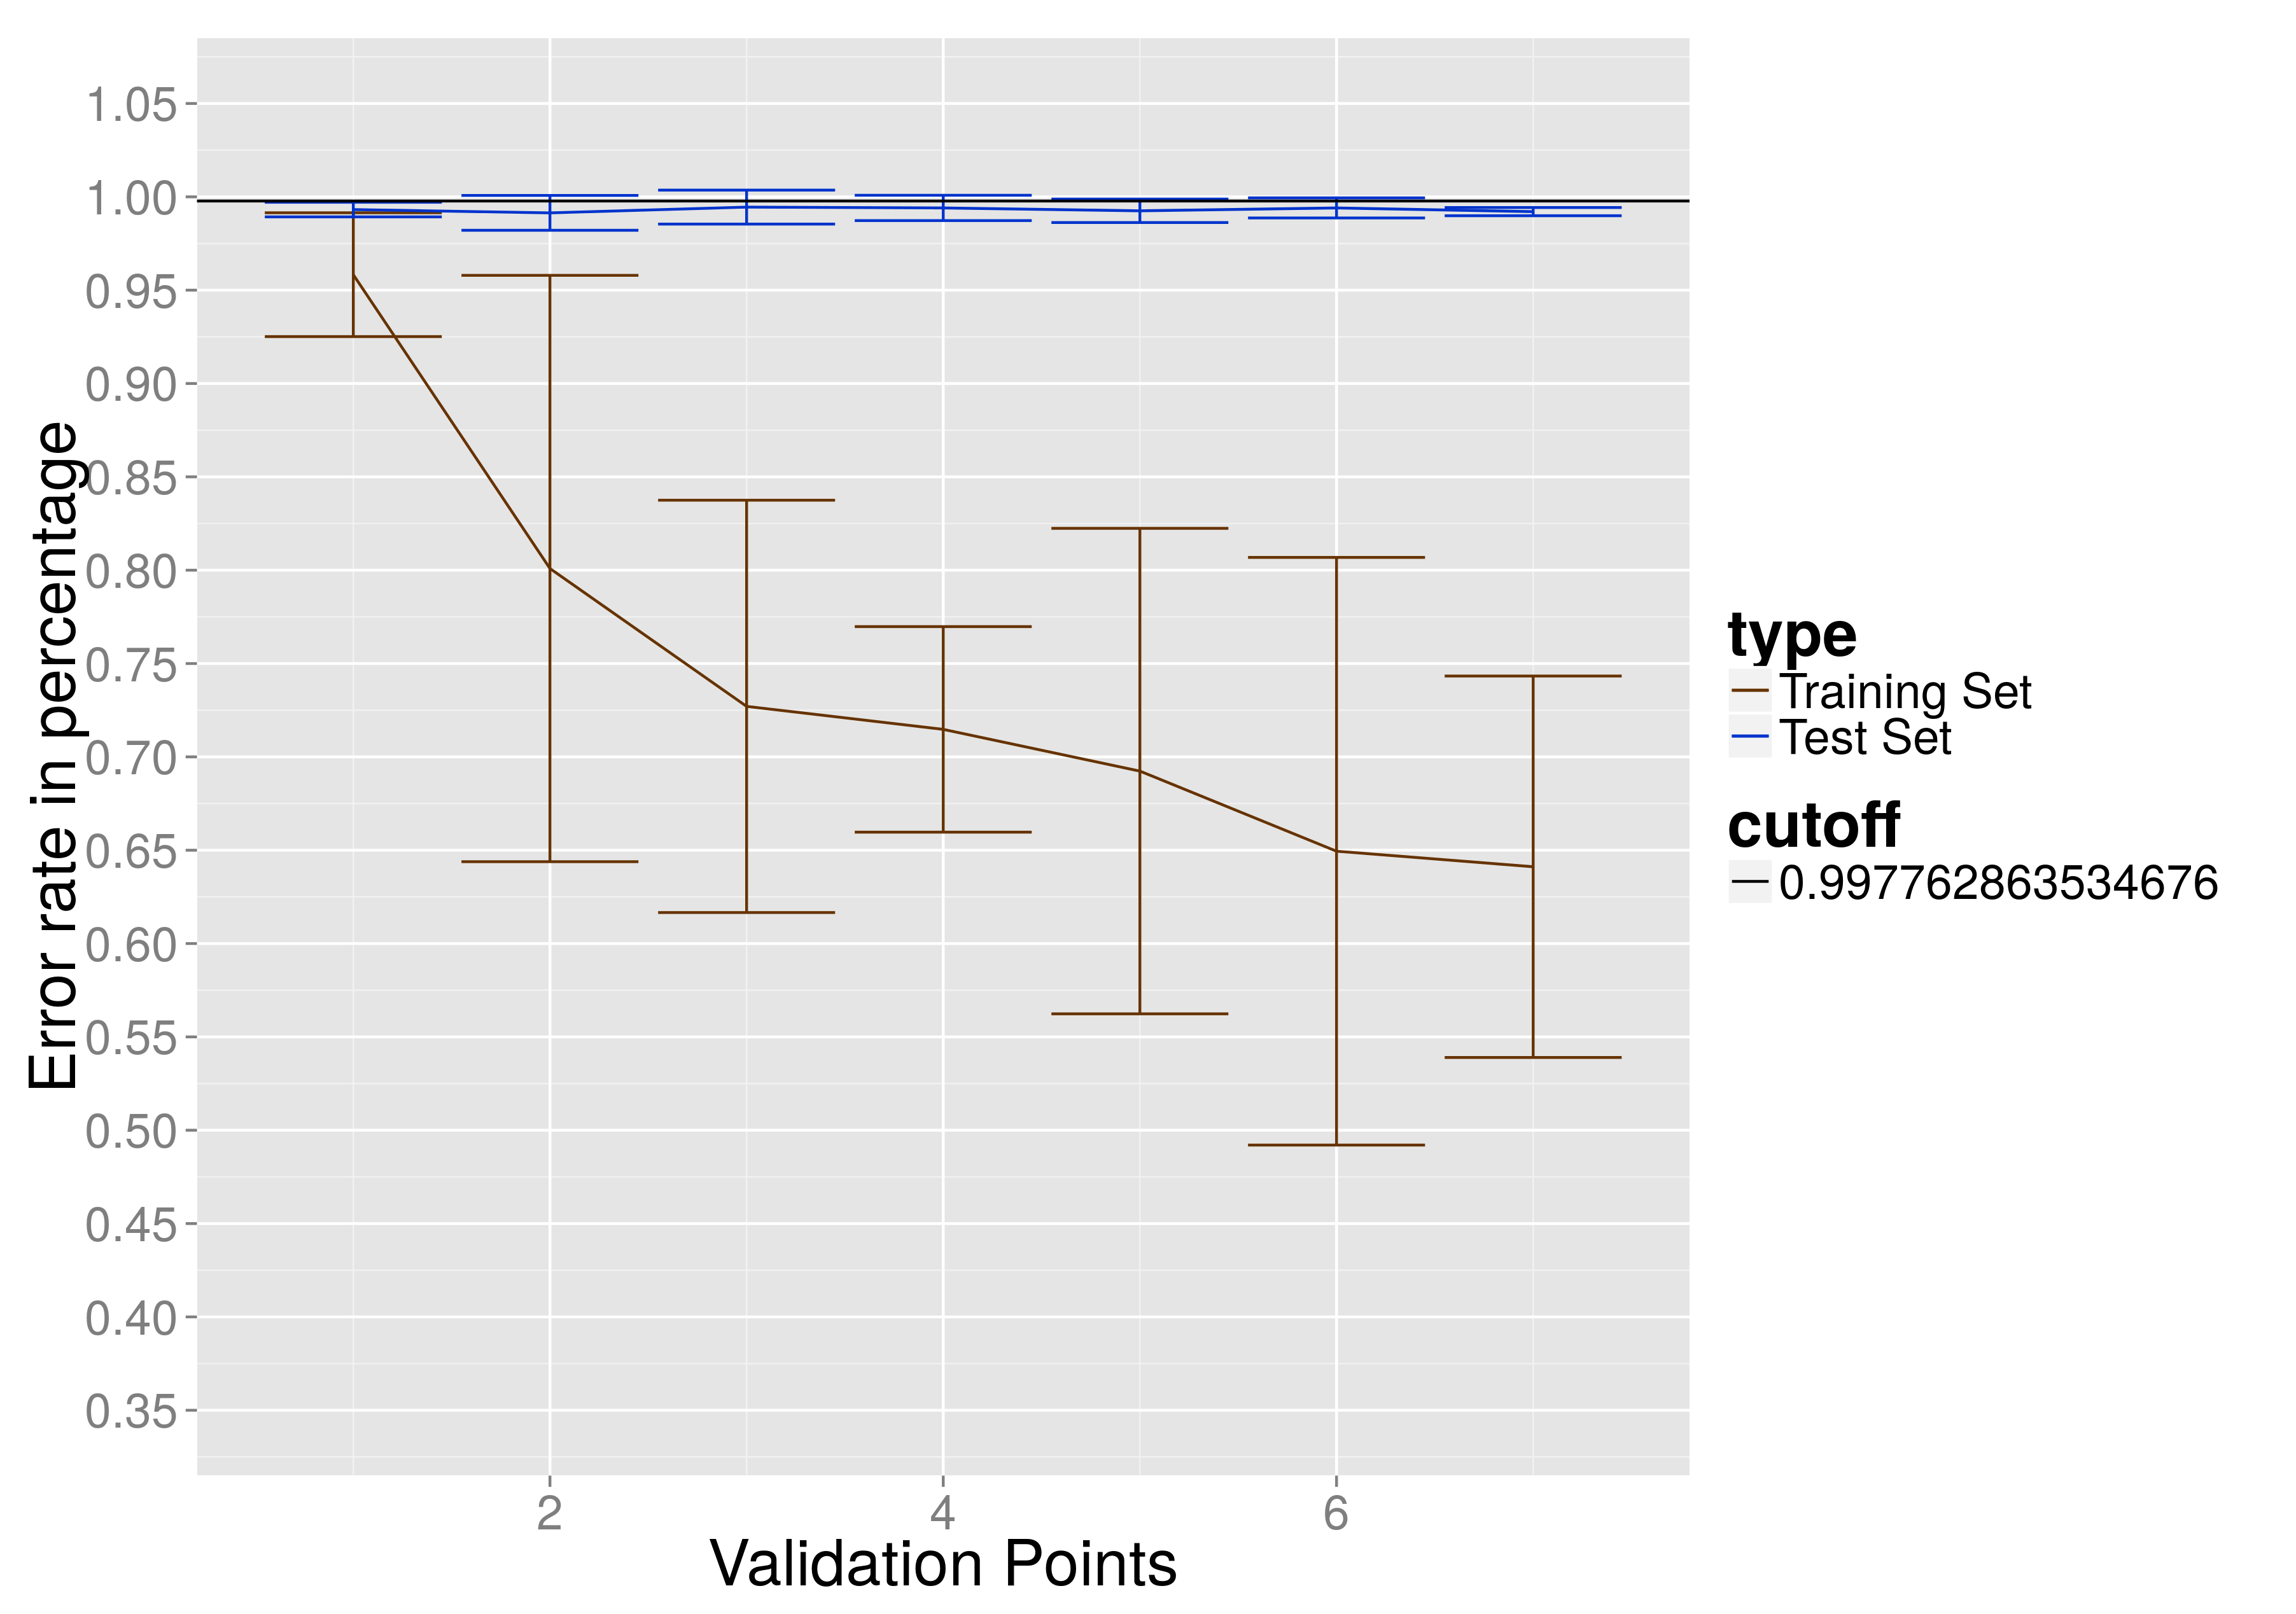 Error rate in percentage
1.05
1.00
0.95
0.90
0.85
0.80
0.75
0.70
0.65
0.60
0.55
0.50
0.45
0.40
0.35
2 4 6
Validation Points
type
Training Set
Test Set
cutoff
0.997762863534676